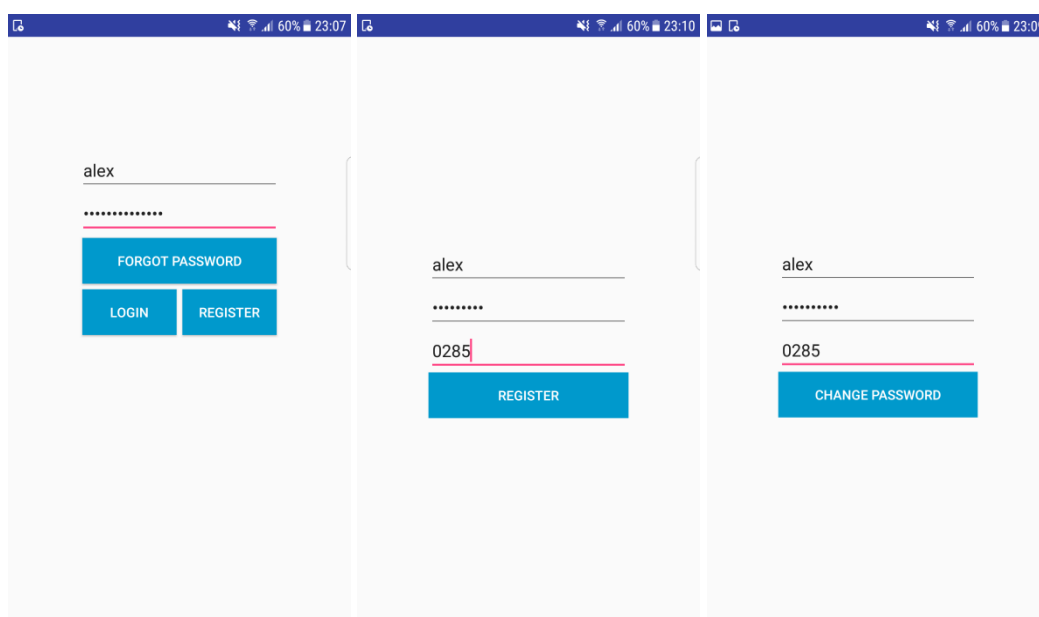 60% 23:07
alex
••••••••••••••
FORGOT PASSWORD
LOGIN REGISTER
60% 23:10
alex
•••••••••
0285
REGISTER
60% 23:09
alex
••••••••••
0285
CHANGE PASSWORD